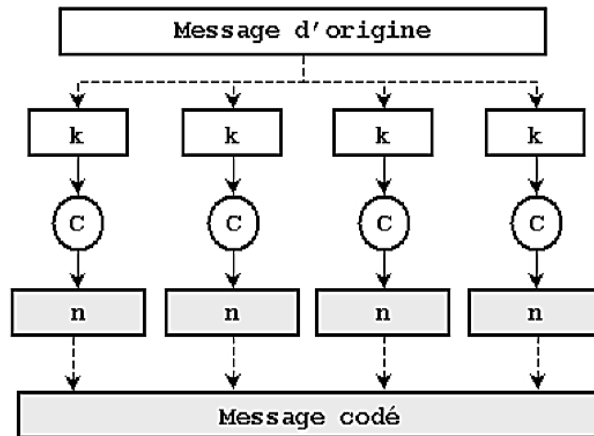 Message d'origine
k k k k
C C C C
n n n n
Message codé